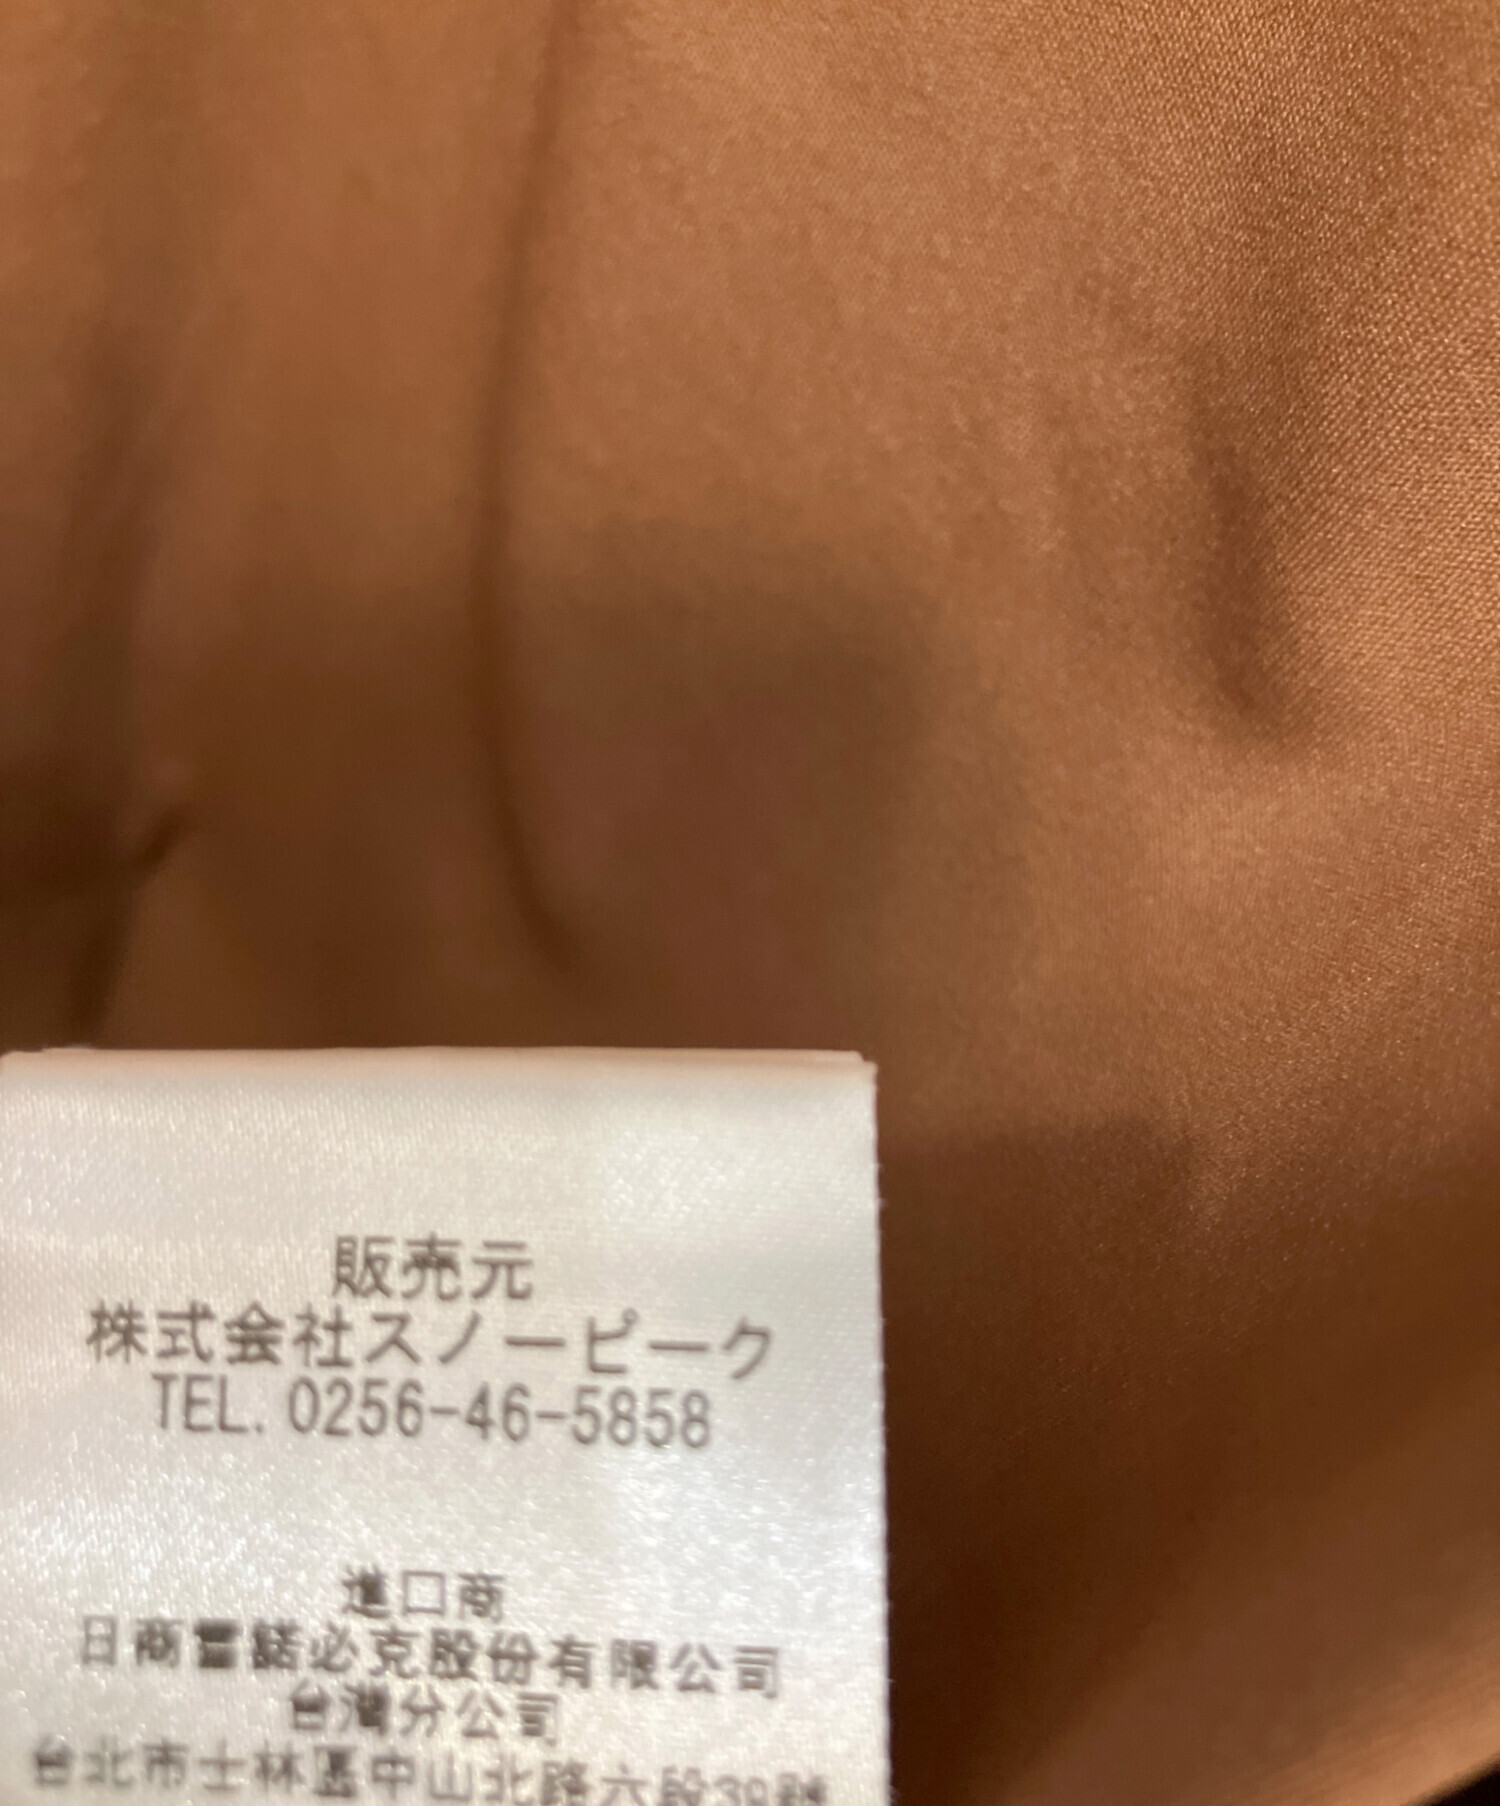 販売元
株式会社スノーピーク
TEL. 0256-46-5858
進口商
日商雪諾必克股份有限公司
台灣分公司
台北市士林區中山北路六段39號